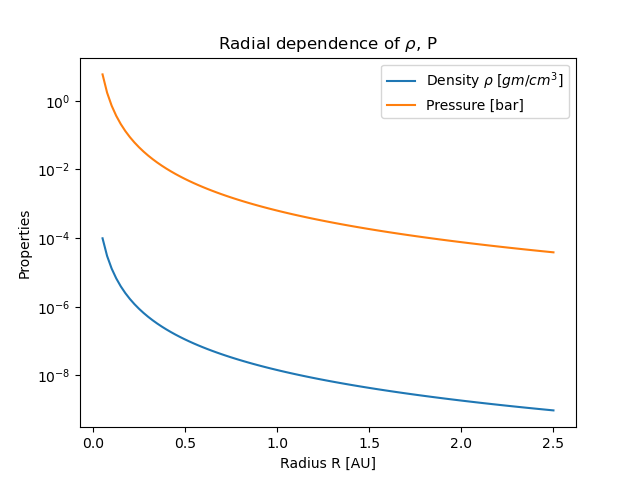 Radial dependence of ρ, P
Density ρ [gm/cm³]
Pressure [bar]
Properties
10⁰
10⁻²
10⁻⁴
10⁻⁶
10⁻⁸
0.0 0.5 1.0 1.5 2.0 2.5
Radius R [AU]